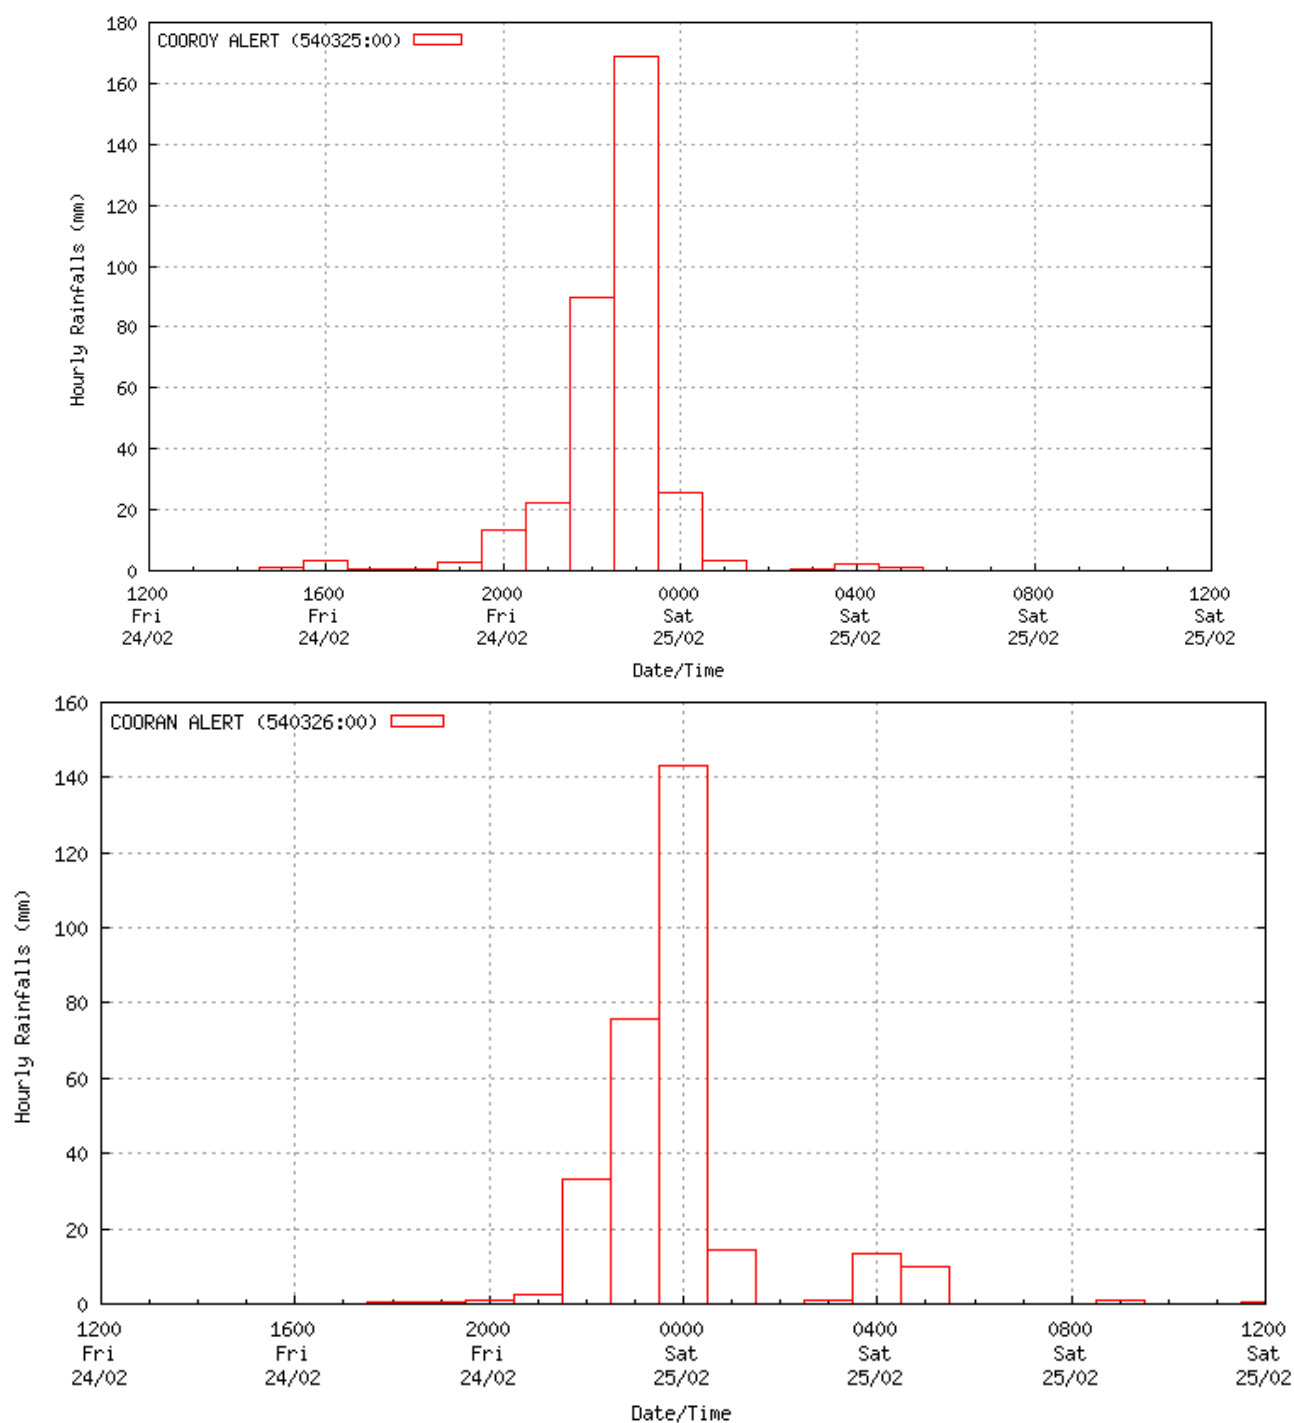 180
COOROY ALERT (540325:00)
160
140
120
100
80
60
40
20
0
Hourly Rainfalls (mm)
1200 1600 2000 0000 0400 0800 1200
Fri Fri Fri Sat Sat Sat Sat
24/02 24/02 24/02 25/02 25/02 25/02 25/02
Date/Time
160
COORAN ALERT (540326:00)
140
120
100
80
60
40
20
0
Hourly Rainfalls (mm)
1200 1600 2000 0000 0400 0800 1200
Fri Fri Fri Sat Sat Sat Sat
24/02 24/02 24/02 25/02 25/02 25/02 25/02
Date/Time